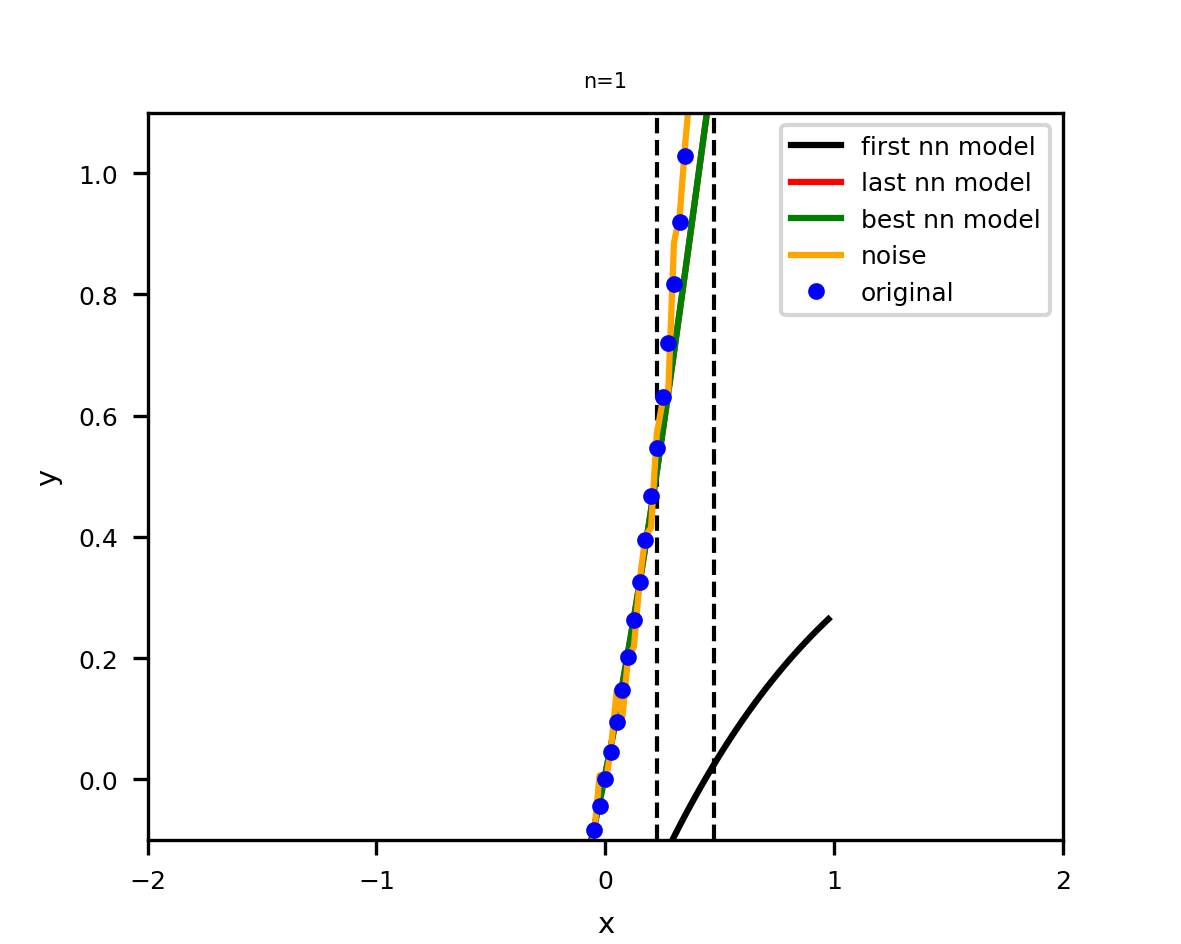 n=1
1.0
0.8
0.6
0.4
0.2
0.0
y
−2
−1
0
1
2
x
first nn model
last nn model
best nn model
noise
original